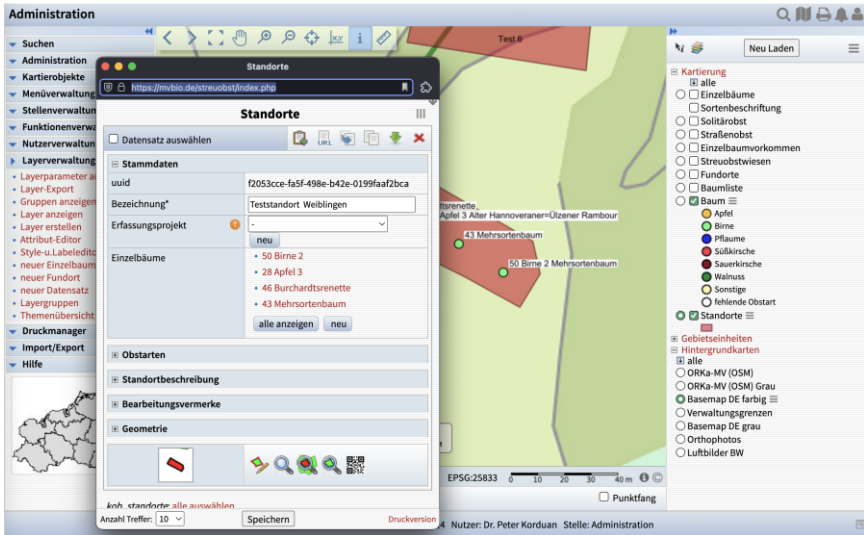 Administration
Suchen
Administration
Kartierobjekte
Menüverwaltung
Stellenverwaltun
Funktionenverwa
Nutzerverwaltun
Layerverwaltung
Layerparameter a
Layer-Export
Gruppen anzeigen
Layer anzeigen
Layer erstellen
Attribut-Editor
Style-u.Labeledito
neuer Einzelbaum
neuer Fundort
neuer Datensatz
Layergruppen
Themenübersicht
Druckmanager
Import/Export
Hilfe
Standorte
https://mvbio.de/streuobst/index.php
Standorte
Datensatz auswählen
URL
Stammdaten
uuid f2053cce-fa5f-498e-b42e-0199faaf2bca
Bezeichnung* Teststandort Weiblingen
Erfassungsprojekt -
neu
Einzelbäume
50 Birne 2
28 Apfel 3
46 Burchardtsrenette
43 Mehrsortenbaum
alle anzeigen neu
Obstarten
Standortbeschreibung
Bearbeitungsvermerke
Geometrie
kob_standorte: alle auswählen
Anzahl Treffer: 10 Speichern Druckversion
Test 6
tsrenette
Apfel 3 Alter Hannoveraner=Ülzener Rambour
43 Mehrsortenbaum
50 Birne 2 Mehrsortenbaum
EPSG:25833 0 10 20 30 40 m
Punktfang
4 Nutzer: Dr. Peter Korduan Stelle: Administration
Neu Laden
Kartierung
alle
Einzelbäume
Sortenbeschriftung
Solitärobst
Straßenobst
Einzelbaumvorkommen
Streuobstwiesen
Fundorte
Baumliste
Baum
Apfel
Birne
Pflaume
Süßkirsche
Sauerkirsche
Walnuss
Sonstige
fehlende Obstart
Standorte
Gebietseinheiten
Hintergrundkarten
alle
ORKa-MV (OSM)
ORKa-MV (OSM) Grau
Basemap DE farbig
Verwaltungsgrenzen
Basemap DE grau
Orthophotos
Luftbilder BW